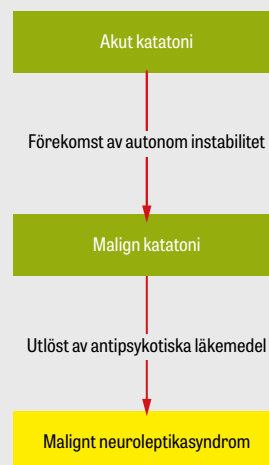 Akut katatoni
Förekomst av autonom instabilitet
Malign katatoni
Utlöst av antipsykotiska läkemedel
Malignt neuroleptikasyndrom